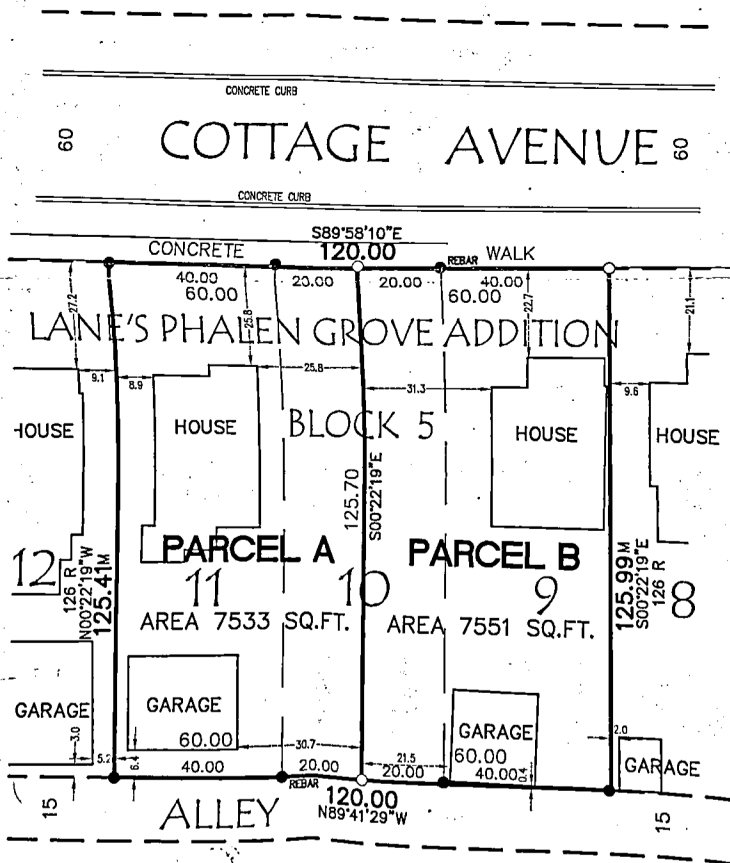 CONCRETE CURB
60
COTTAGE AVENUE
60
CONCRETE CURB
S89°58'10"E
CONCRETE
120.00
REBAR
WALK
40.00
20.00
20.00
40.00
60.00
60.00
27.2
25.8
22.7
21.1
LANE'S PHALEN GROVE ADDITION
9.1
8.9
25.8
31.3
9.6
HOUSE
HOUSE
BLOCK 5
HOUSE
HOUSE
125.70
S00°22'19"E
PARCEL A
PARCEL B
12
126 R
N00°22'19"W
125.41M
11
10
9
125.99M
S00°22'19"E
126 R
8
AREA 7533 SQ.FT.
AREA 7551 SQ.FT.
GARAGE
GARAGE
GARAGE
GARAGE
3.0
60.00
30.7
21.5
60.00
2.0
5.2
6.4
40.00
20.00
20.00
40.00
0.4
REBAR
15
ALLEY
120.00
N89°41'29"W
15